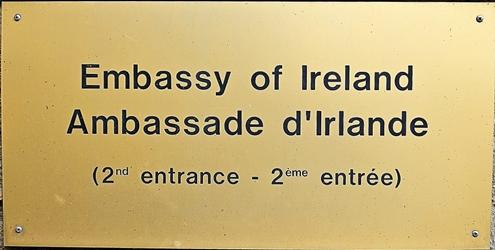 Embassy of Ireland
Ambassade d'Irlande
(2nd entrance - 2ème entrée)